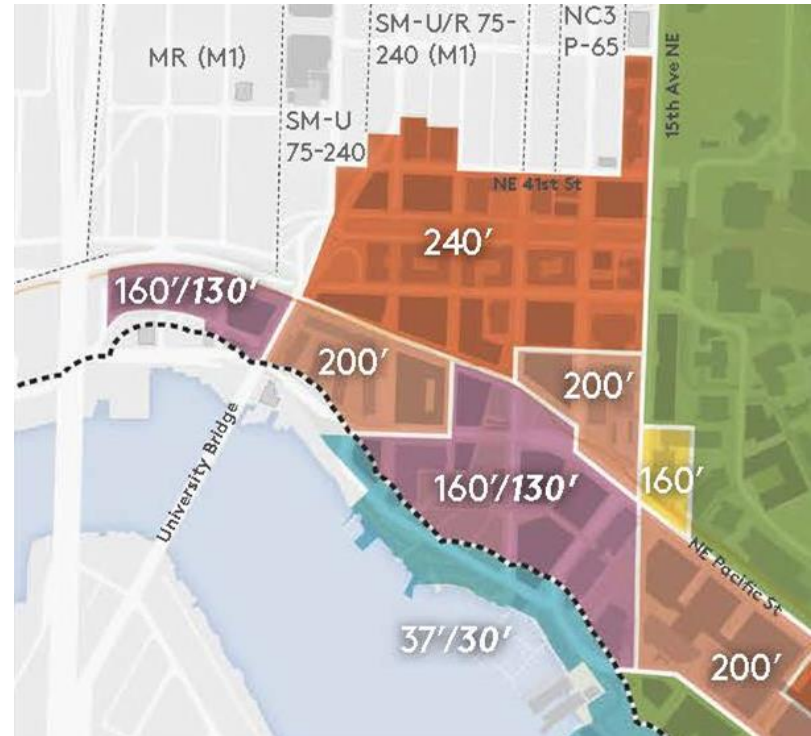 MR (M1)
SM-U/R 75-
240 (M1)
NC3
P-65
SM-U
75-240
15th Ave NE
NE 41st St
240'
160'/130'
200'
200'
University Bridge
160'/130'
160'
NE Pacific St
37'/30'
200'